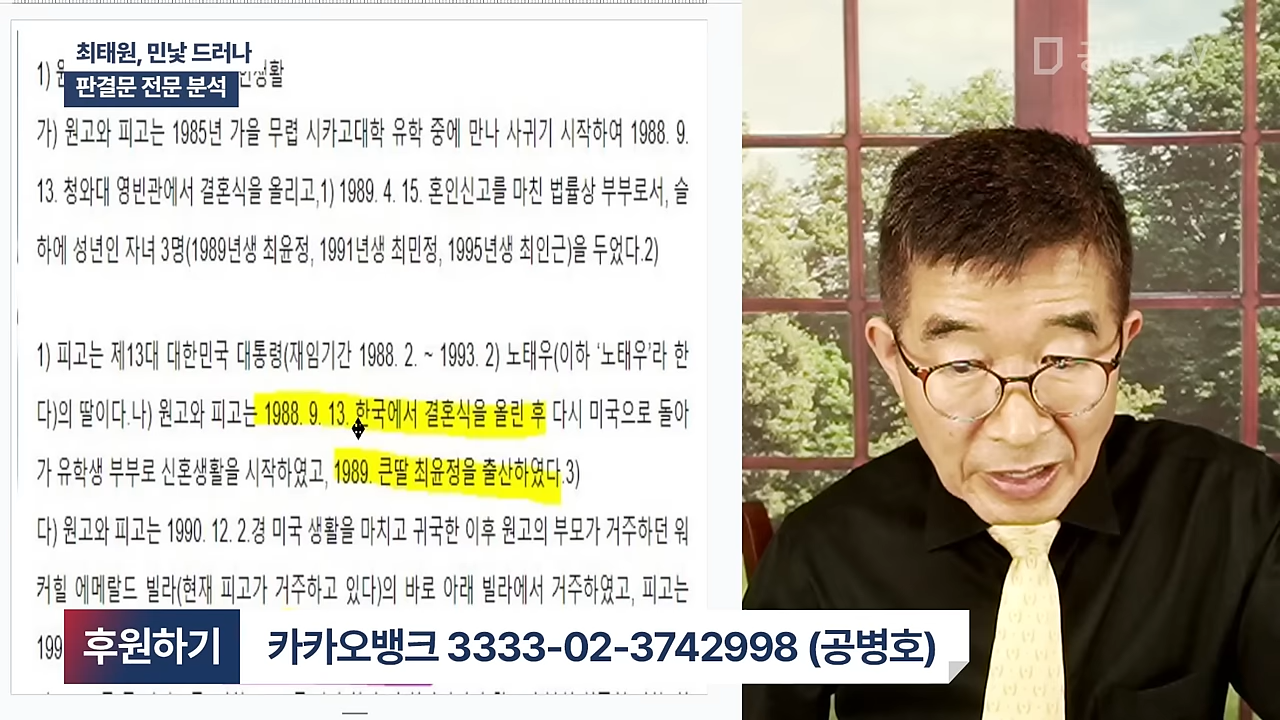 최태원, 민낯 드러나
판결문 전문 분석
1) 원
생활
가) 원고와 피고는 1985년 가을 무렵 시카고대학 유학 중에 만나 사귀기 시작하여 1988. 9.
13. 청와대 영빈관에서 결혼식을 올리고,1) 1989. 4. 15. 혼인신고를 마친 법률상 부부로서, 슬
하에 성년인 자녀 3명(1989년생 최윤정, 1991년생 최민정, 1995년생 최인근)을 두었다.2)
1) 피고는 제13대 대한민국 대통령(재임기간 1988. 2. ~ 1993. 2) 노태우(이하 ‘노태우’라 한
다)의 딸이다.나) 원고와 피고는 1988. 9. 13. 한국에서 결혼식을 올린 후 다시 미국으로 돌아
가 유학생 부부로 신혼생활을 시작하였고, 1989. 큰딸 최윤정을 출산하였다.3)
다) 원고와 피고는 1990. 12. 2.경 미국 생활을 마치고 귀국한 이후 원고의 부모가 거주하던 워
커힐 에메랄드 빌라(현재 피고가 거주하고 있다)의 바로 아래 빌라에서 거주하였고, 피고는
199
후원하기
카카오뱅크 3333-02-3742998 (공병호)